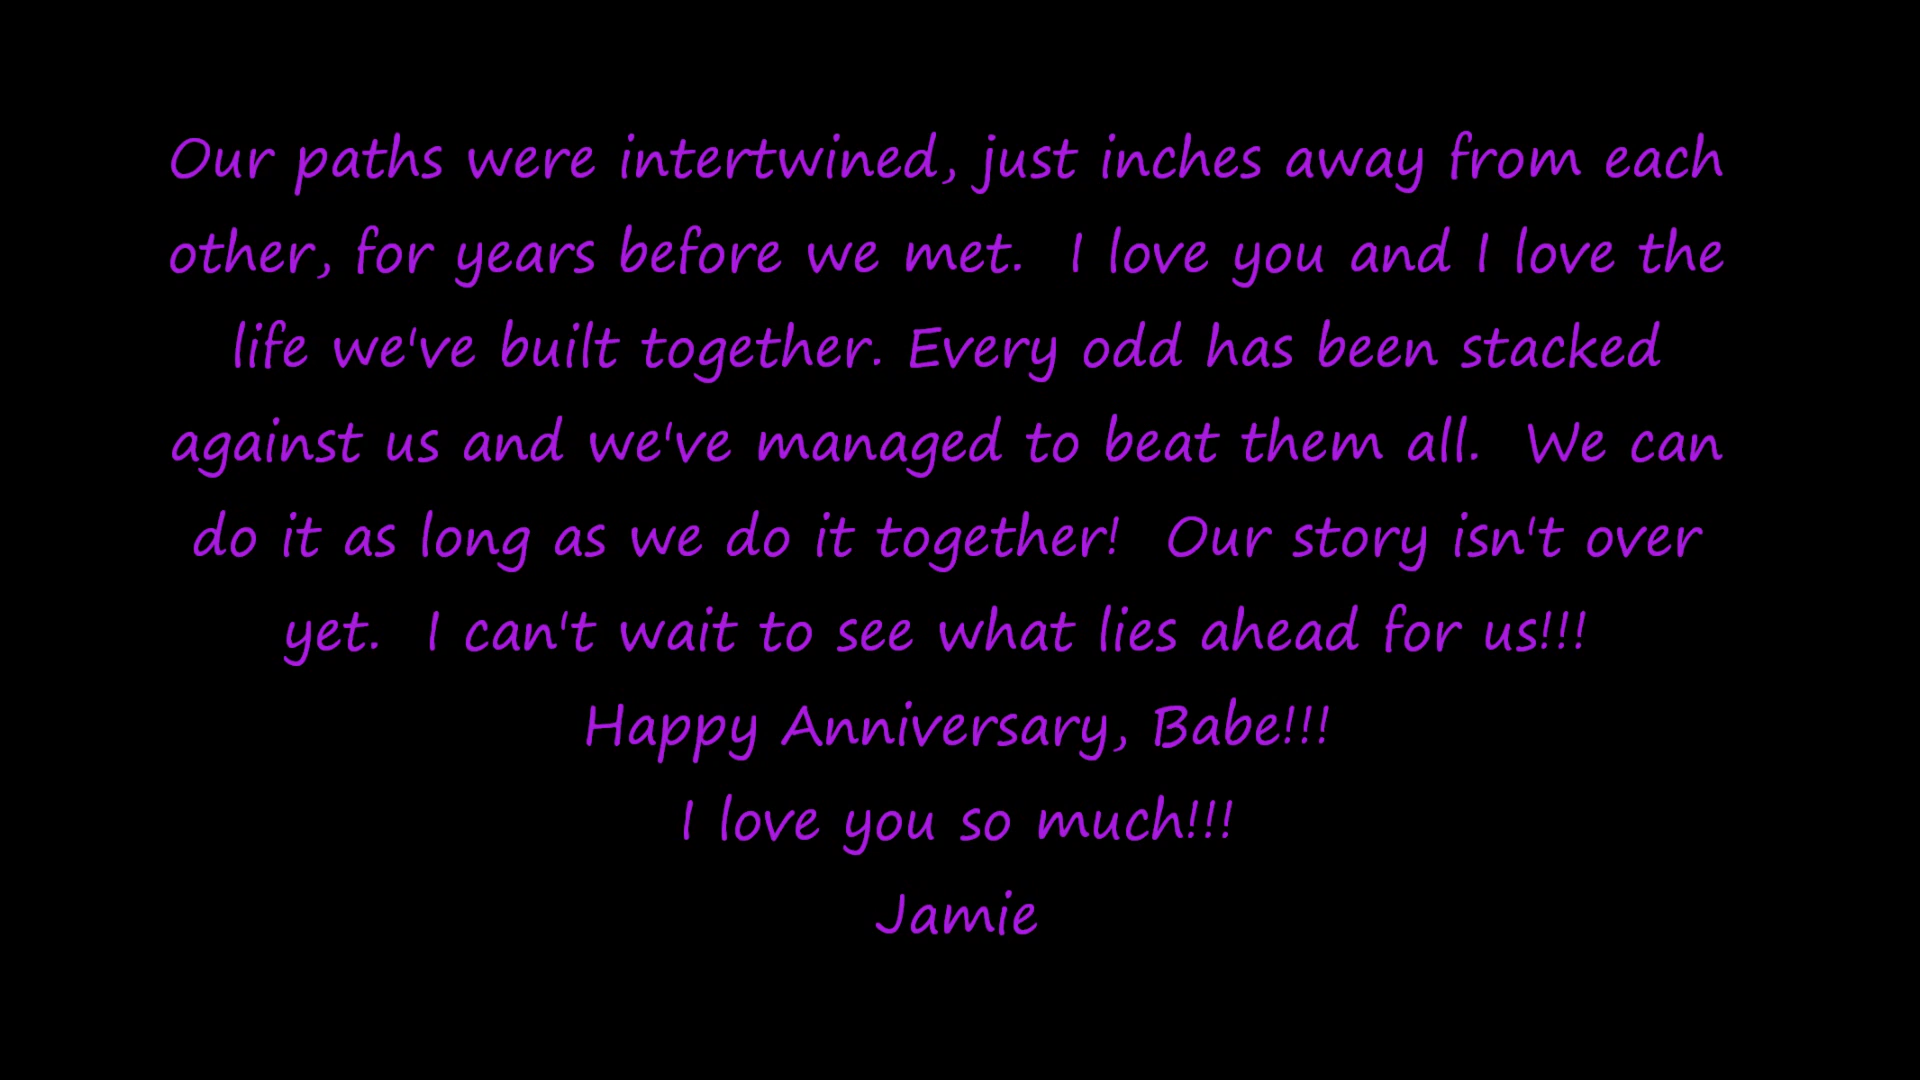 Our paths were intertwined, just inches away from each
other, for years before we met.  I love you and I love the
life we've built together. Every odd has been stacked
against us and we've managed to beat them all.  We can
do it as long as we do it together!  Our story isn't over
yet.  I can't wait to see what lies ahead for us!!!
Happy Anniversary, Babe!!!
I love you so much!!!
Jamie